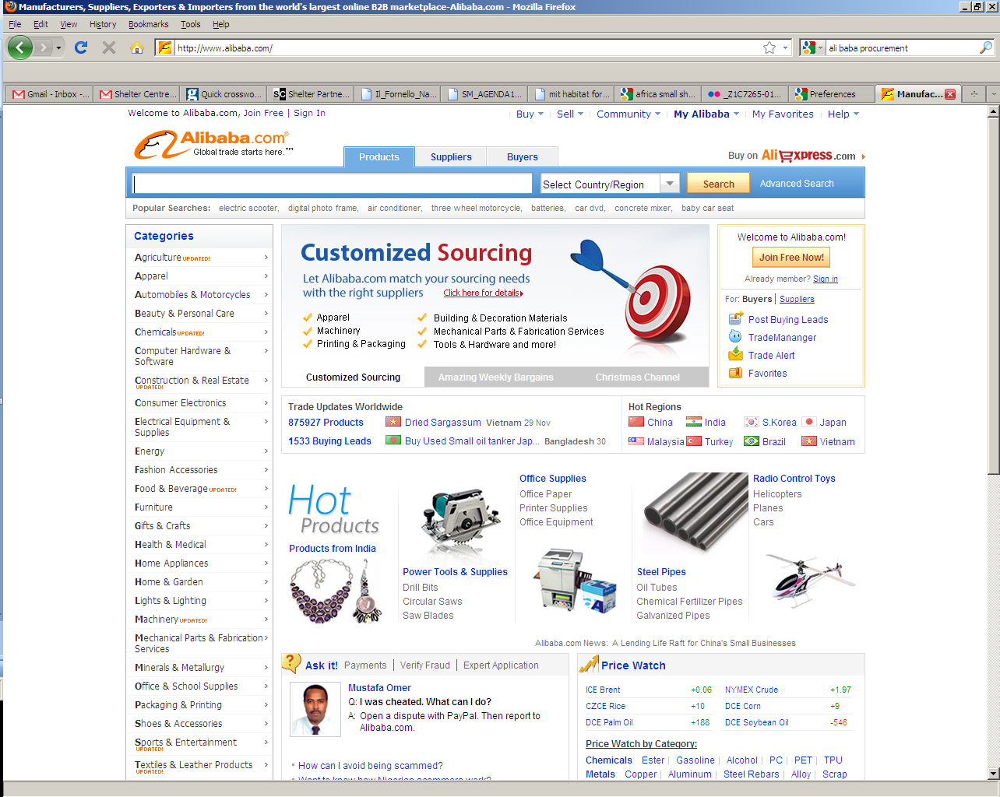 Manufacturers, Suppliers, Exporters & Importers from the world's largest online B2B marketplace-Alibaba.com - Mozilla Firefox
File Edit View History Bookmarks Tools Help
http://www.alibaba.com/
ali baba procurement
Gmail - Inbox -...
Shelter Centre...
Quick crosswo...
Shelter Partne...
Il_Fornello_Na...
SM_AGENDA1...
mit habitat for...
africa small sh...
_Z1C7265-01...
Preferences
Manufac...
Welcome to Alibaba.com, Join Free | Sign In
Buy Sell Community My Alibaba My Favorites Help
Alibaba.com®
Global trade starts here.™
Products Suppliers Buyers
Buy on AliExpress.com
Select Country/Region
Search
Advanced Search
Popular Searches: electric scooter, digital photo frame, air conditioner, three wheel motorcycle, batteries, car dvd, concrete mixer, baby car seat
Categories
Agriculture UPDATED!
Apparel
Automobiles & Motorcycles
Beauty & Personal Care
Chemicals UPDATED!
Computer Hardware &
Software
Construction & Real Estate
UPDATED!
Consumer Electronics
Electrical Equipment &
Supplies
Energy
Fashion Accessories
Food & Beverage UPDATED!
Furniture
Gifts & Crafts
Health & Medical
Home Appliances
Home & Garden
Lights & Lighting
Machinery UPDATED!
Mechanical Parts & Fabrication
Services
Minerals & Metallurgy
Office & School Supplies
Packaging & Printing
Shoes & Accessories
Sports & Entertainment
UPDATED!
Textiles & Leather Products
UPDATED!
Customized Sourcing
Let Alibaba.com match your sourcing needs
with the right suppliers Click here for details
Apparel
Machinery
Printing & Packaging
Building & Decoration Materials
Mechanical Parts & Fabrication Services
Tools & Hardware and more!
Customized Sourcing
Amazing Weekly Bargains
Christmas Channel
Welcome to Alibaba.com!
Join Free Now!
Already member? Sign in
For: Buyers | Suppliers
Post Buying Leads
TradeMananger
Trade Alert
Favorites
Trade Updates Worldwide
875927 Products
Dried Sargassum Vietnam 29 Nov
1533 Buying Leads
Buy Used Small oil tanker Jap... Bangladesh 30
Hot Regions
China India S.Korea Japan
Malaysia Turkey Brazil Vietnam
Hot
Products
Products from India
Power Tools & Supplies
Drill Bits
Circular Saws
Saw Blades
Office Supplies
Office Paper
Printer Supplies
Office Equipment
Steel Pipes
Oil Tubes
Chemical Fertilizer Pipes
Galvanized Pipes
Radio Control Toys
Helicopters
Planes
Cars
Alibaba.com News: A Lending Life Raft for China's Small Businesses
Ask it! Payments | Verify Fraud | Expert Application
Mustafa Omer
Q: I was cheated. What can I do?
A: Open a dispute with PayPal. Then report to
Alibaba.com.
How can I avoid being scammed?
Want to know how Nigerian scammers work?
Price Watch
ICE Brent +0.06 NYMEX Crude +1.97
CZCE Rice +10 DCE Corn +9
DCE Palm Oil +188 DCE Soybean Oil -546
Price Watch by Category:
Chemicals: Ester | Gasoline | Alcohol | PC | PET | TPU
Metals: Copper | Aluminum | Steel Rebars | Alloy | Scrap